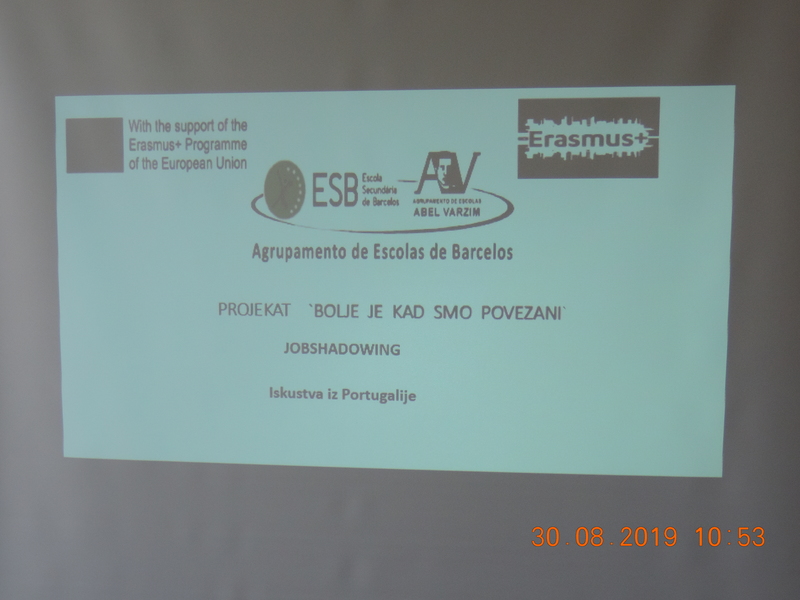 With the support of the
Erasmus+ Programme
of the European Union
Erasmus+
ESB
Escola
Secundária
de Barcelos
AV
AGRUPAMENTO DE ESCOLAS
ABEL VARZIM
Agrupamento de Escolas de Barcelos
PROJEKAT `BOLJE JE KAD SMO POVEZANI`
JOBSHADOWING
Iskustva iz Portugalije
30.08.2019 10:53